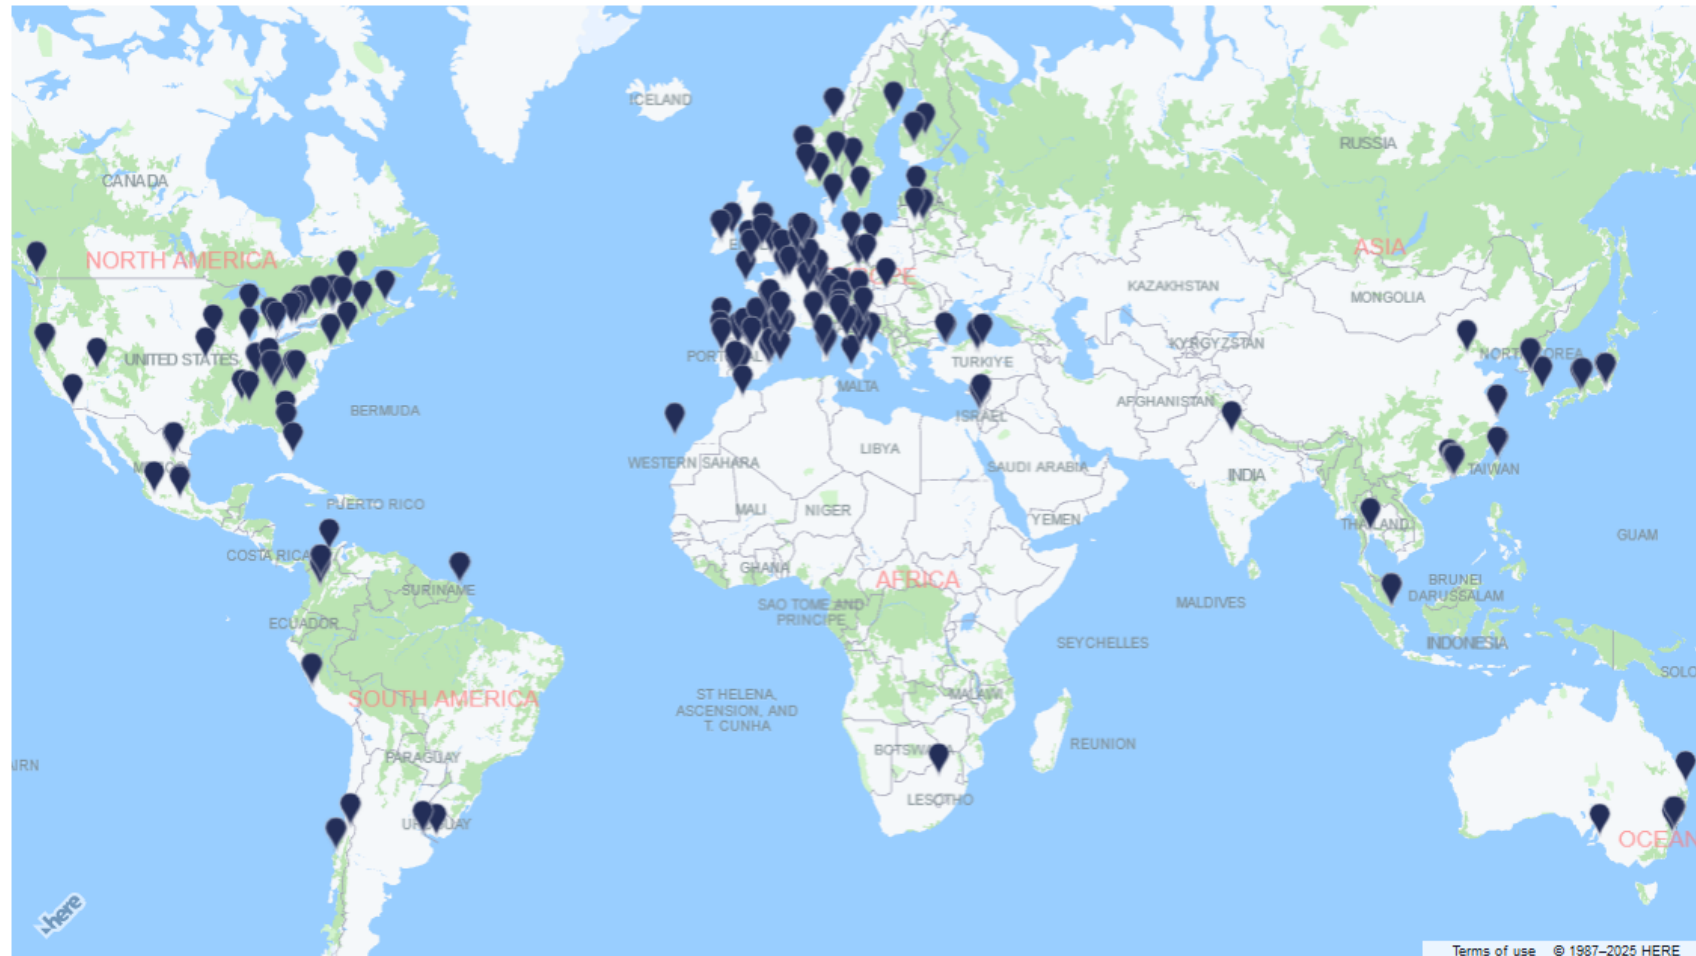 ICELAND
RUSSIA
CANADA
NORTH AMERICA
ASIA
KAZAKHSTAN
MONGOLIA
UNITED STATES
KYRGYZSTAN
TURKIYE
MALTA
AFGHANISTAN
BERMUDA
ISRAEL
LIBYA
WESTERN SAHARA
SAUDI ARABIA
INDIA
TAIWAN
PUERTO RICO
MALI
NIGER
YEMEN
THAILAND
GUAM
COSTA RICA
GHANA
SURINAME
AFRICA
BRUNEI
DARUSSALAM
SAO TOME AND
PRINCIPE
MALDIVES
ECUADOR
SEYCHELLES
INDONESIA
SOLO
SOUTH AMERICA
ST HELENA,
ASCENSION, AND
T. CUNHA
MALAWI
REUNION
PARAGUAY
IRN
LESOTHO
OCEAN
here
Terms of use © 1987–2025 HERE